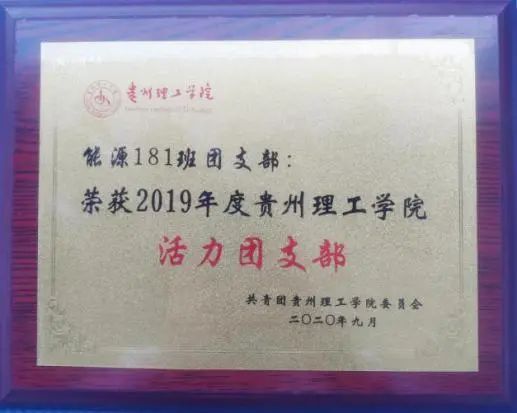 贵州理工学院
能源181班团支部：
荣获2019年度贵州理工学院
活力团支部
共青团贵州理工学院委员会
二〇二〇年九月